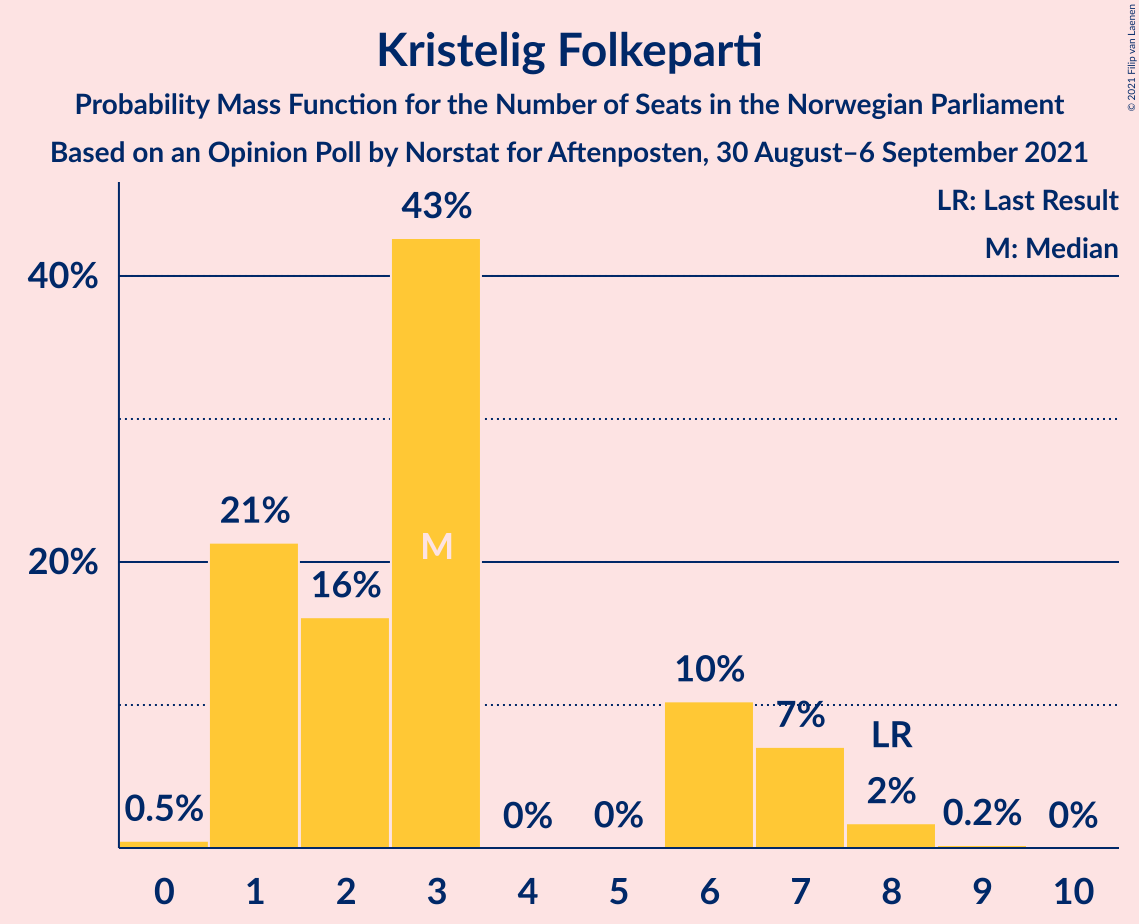 © 2021 Filip van Laenen
Kristelig Folkeparti
Probability Mass Function for the Number of Seats in the Norwegian Parliament
Based on an Opinion Poll by Norstat for Aftenposten, 30 August–6 September 2021
LR: Last Result
M: Median
43%
40%
21%
M
20%
16%
10%
7%
LR
2%
0.5%
0%
0%
0.2%
0%
0 1 2 3 4 5 6 7 8 9 10